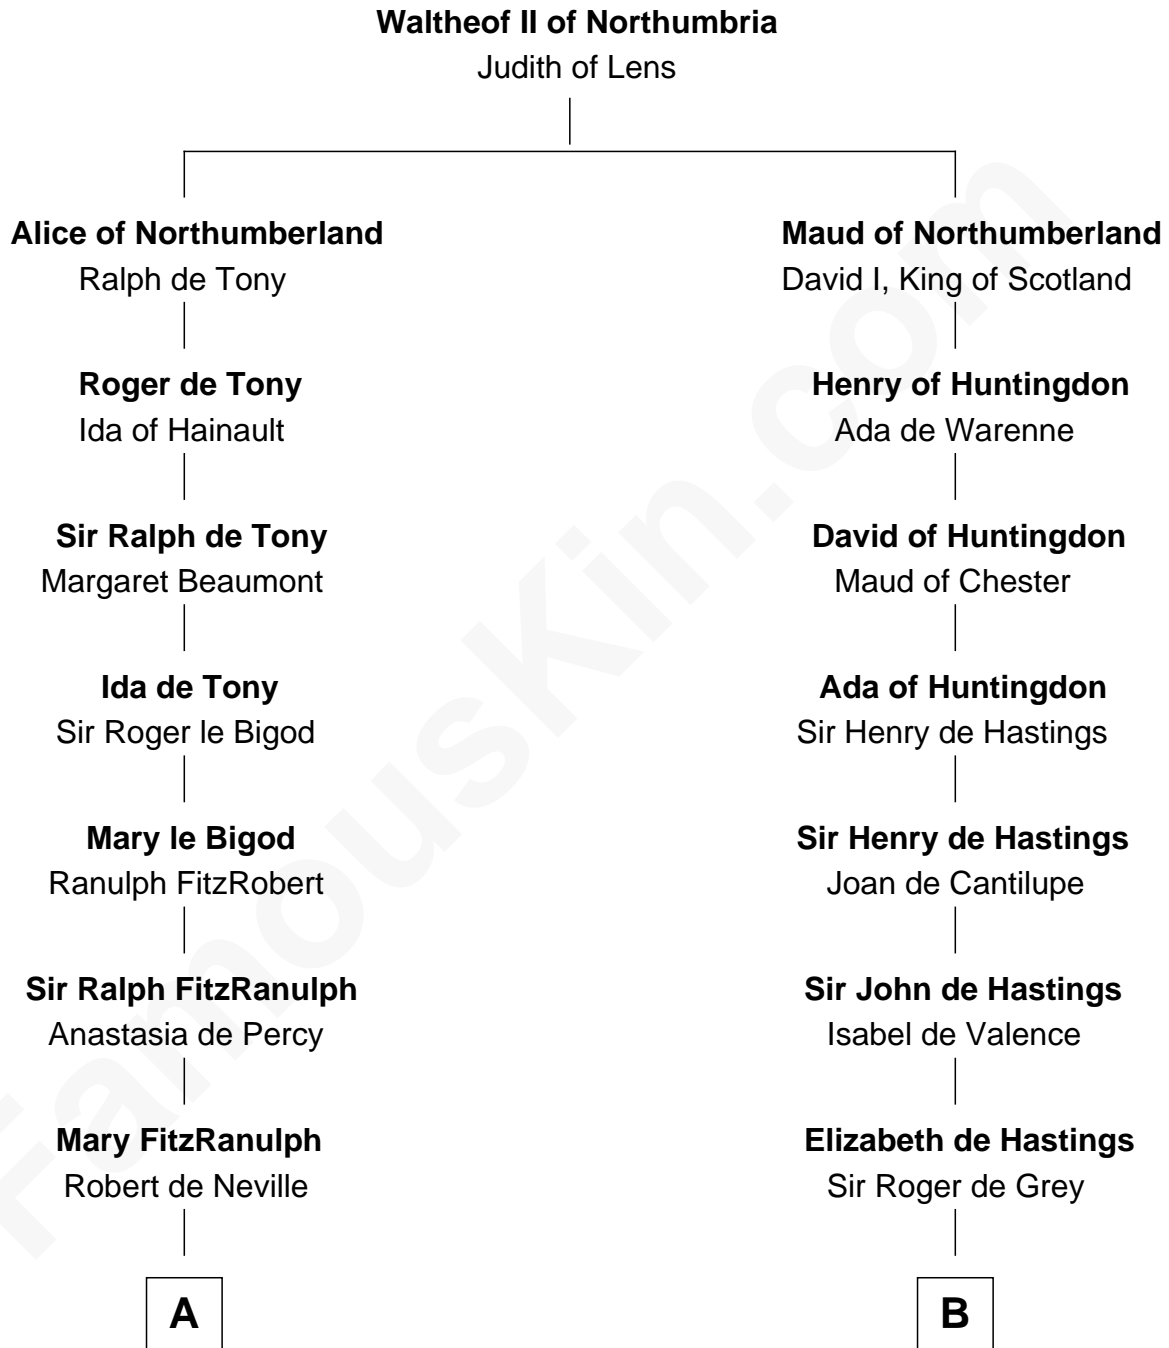 Waltheof II of Northumbria
Judith of Lens
Alice of Northumberland
Ralph de Tony
Maud of Northumberland
David I, King of Scotland
Roger de Tony
Ida of Hainault
Henry of Huntingdon
Ada de Warenne
Sir Ralph de Tony
Margaret Beaumont
David of Huntingdon
Maud of Chester
Ida de Tony
Sir Roger le Bigod
Ada of Huntingdon
Sir Henry de Hastings
Mary le Bigod
Ranulph FitzRobert
Sir Henry de Hastings
Joan de Cantilupe
Sir Ralph FitzRanulph
Anastasia de Percy
Sir John de Hastings
Isabel de Valence
Mary FitzRanulph
Robert de Neville
Elizabeth de Hastings
Sir Roger de Grey
A
B
FamousKin.com